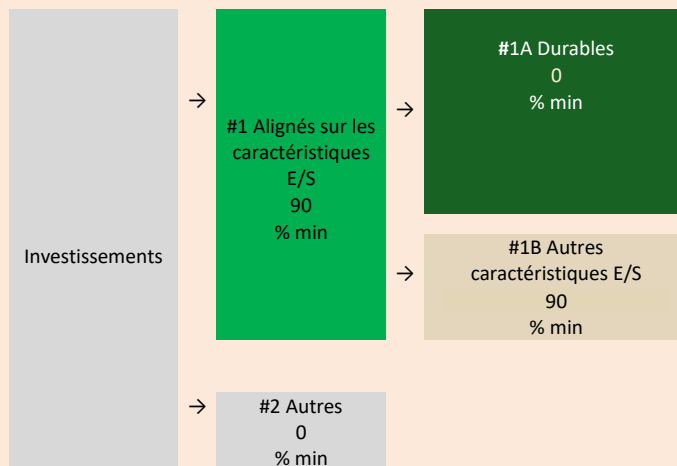 Investissements
→
#1 Alignés sur les
caractéristiques
E/S
90
% min
→
#1A Durables
0
% min
→
#1B Autres
caractéristiques E/S
90
% min
→
#2 Autres
0
% min